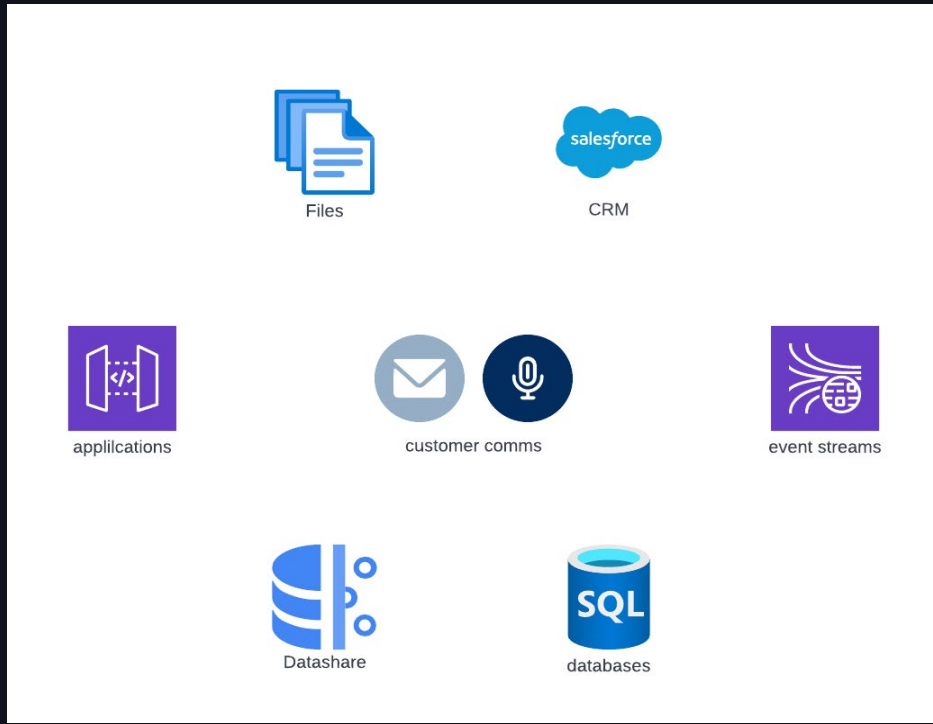 salesforce
Files
CRM
applilcations
customer comms
event streams
SQL
Datashare
databases